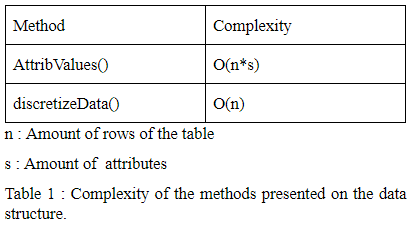 Method Complexity
AttribValues() O(n*s)
discretizeData() O(n)
n : Amount of rows of the table
s : Amount of attributes
Table 1 : Complexity of the methods presented on the data
structure.